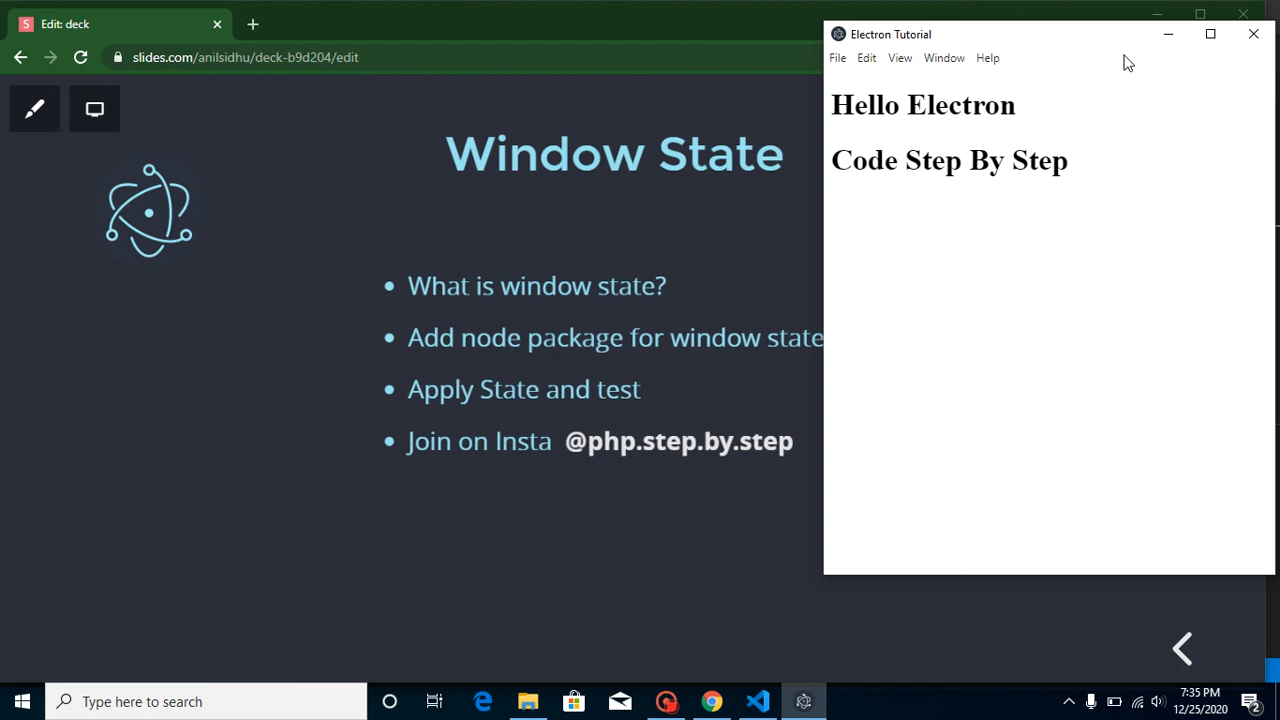 S Edit: deck
slides.com/anilsidhu/deck-b9d204/edit
Window State
What is window state?
Add node package for window state
Apply State and test
Join on Insta @php.step.by.step
Electron Tutorial
File Edit View Window Help
Hello Electron
Code Step By Step
Type here to search
7:35 PM
12/25/2020
2